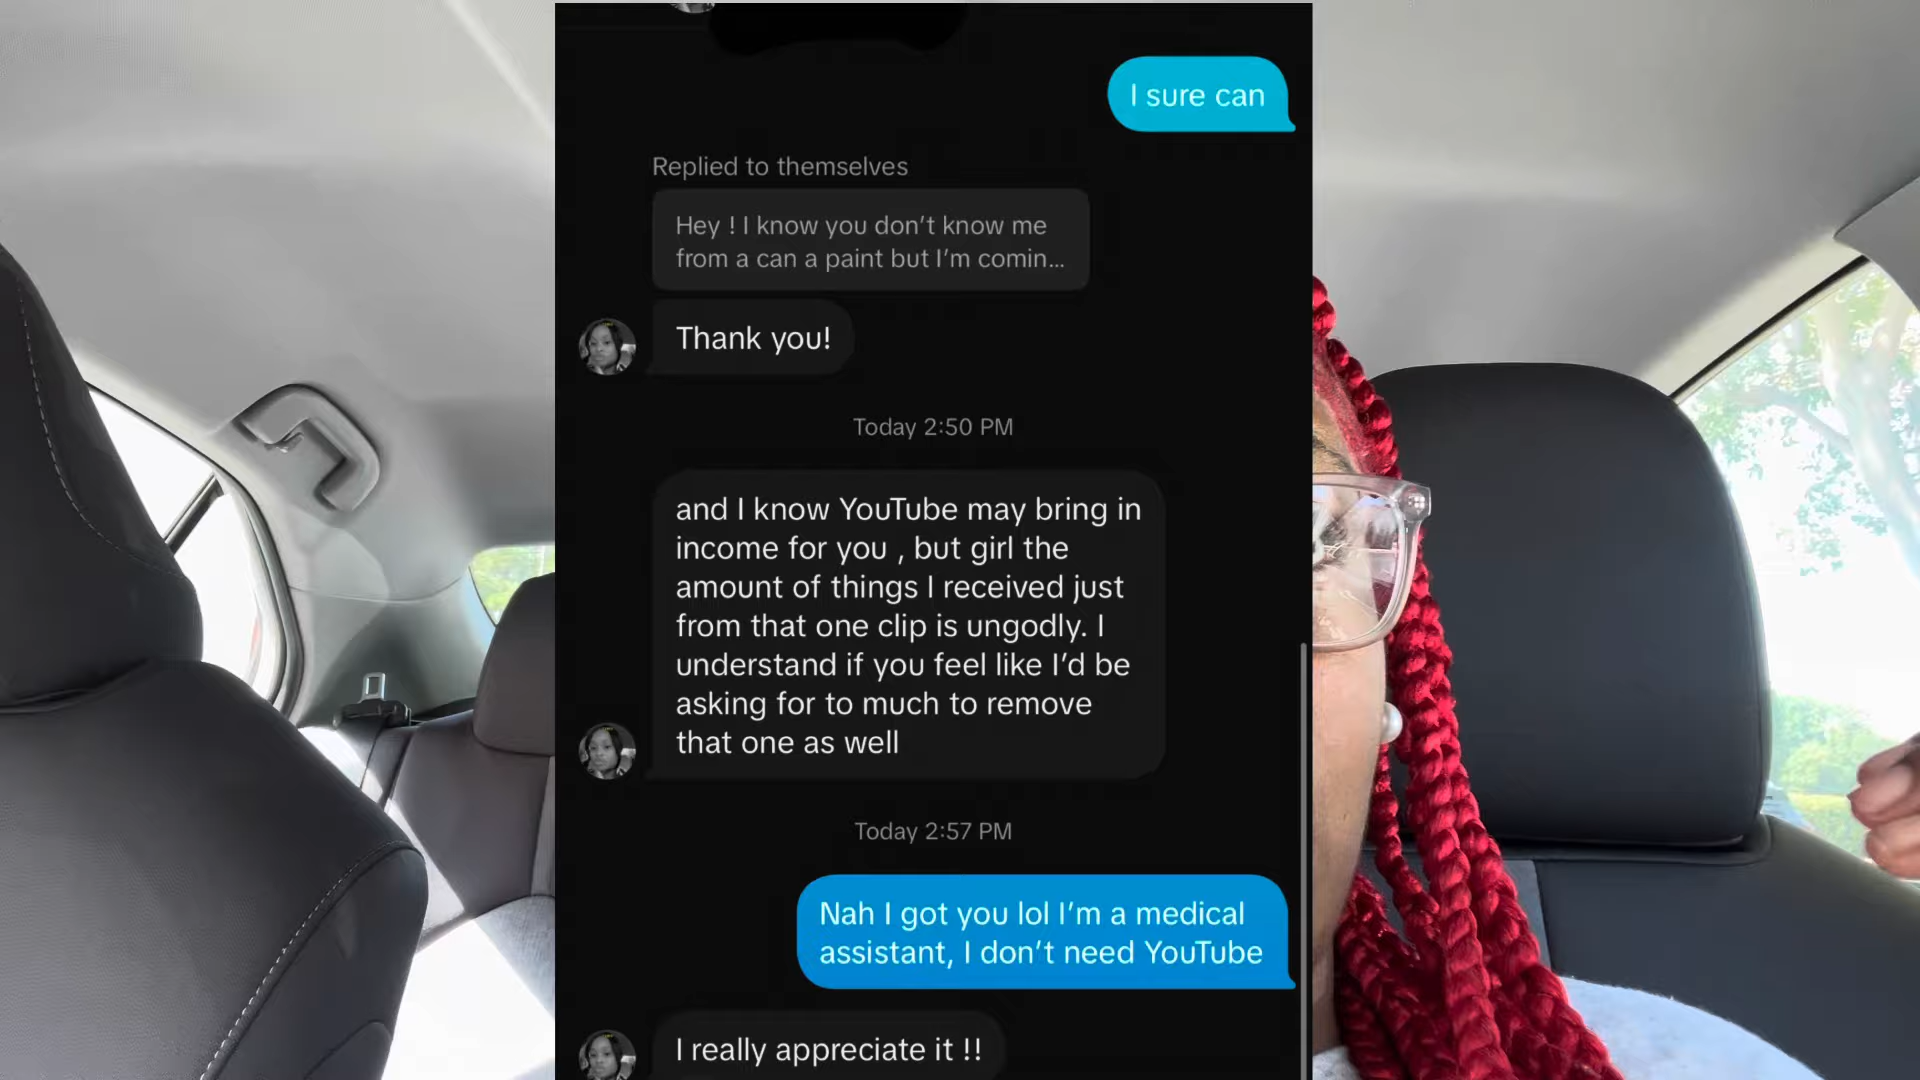 I sure can
Replied to themselves
Hey ! I know you don't know me
from a can a paint but I'm comin...
Thank you!
Today 2:50 PM
and I know YouTube may bring in
income for you , but girl the
amount of things I received just
from that one clip is ungodly. I
understand if you feel like I'd be
asking for to much to remove
that one as well
Today 2:57 PM
Nah I got you lol I'm a medical
assistant, I don't need YouTube
I really appreciate it !!